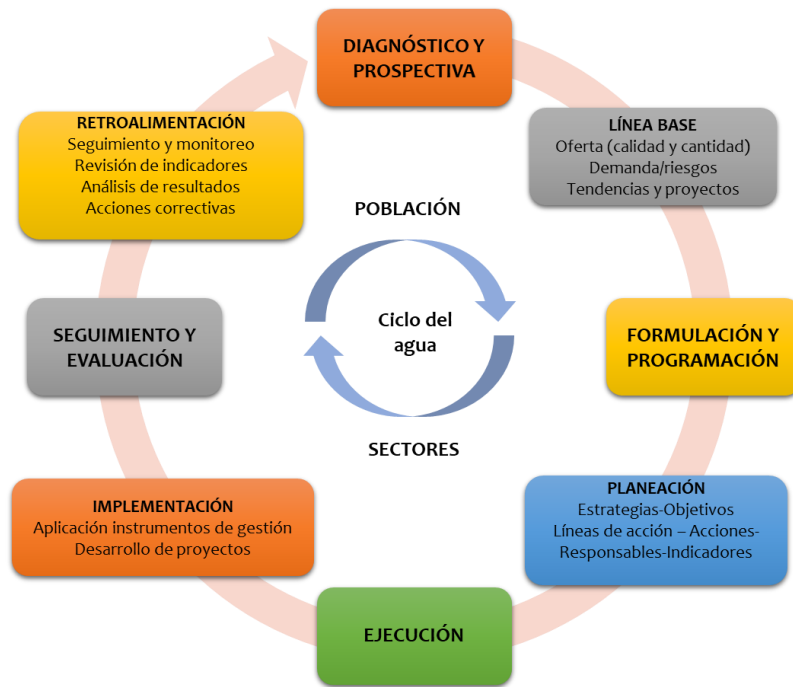 DIAGNÓSTICO Y
PROSPECTIVA
LÍNEA BASE
Oferta (calidad y cantidad)
Demanda/riesgos
Tendencias y proyectos
FORMULACIÓN Y
PROGRAMACIÓN
PLANEACIÓN
Estrategias-Objetivos
Líneas de acción – Acciones-
Responsables-Indicadores
EJECUCIÓN
IMPLEMENTACIÓN
Aplicación instrumentos de gestión
Desarrollo de proyectos
SEGUIMIENTO Y
EVALUACIÓN
RETROALIMENTACIÓN
Seguimiento y monitoreo
Revisión de indicadores
Análisis de resultados
Acciones correctivas
POBLACIÓN
Ciclo del
agua
SECTORES